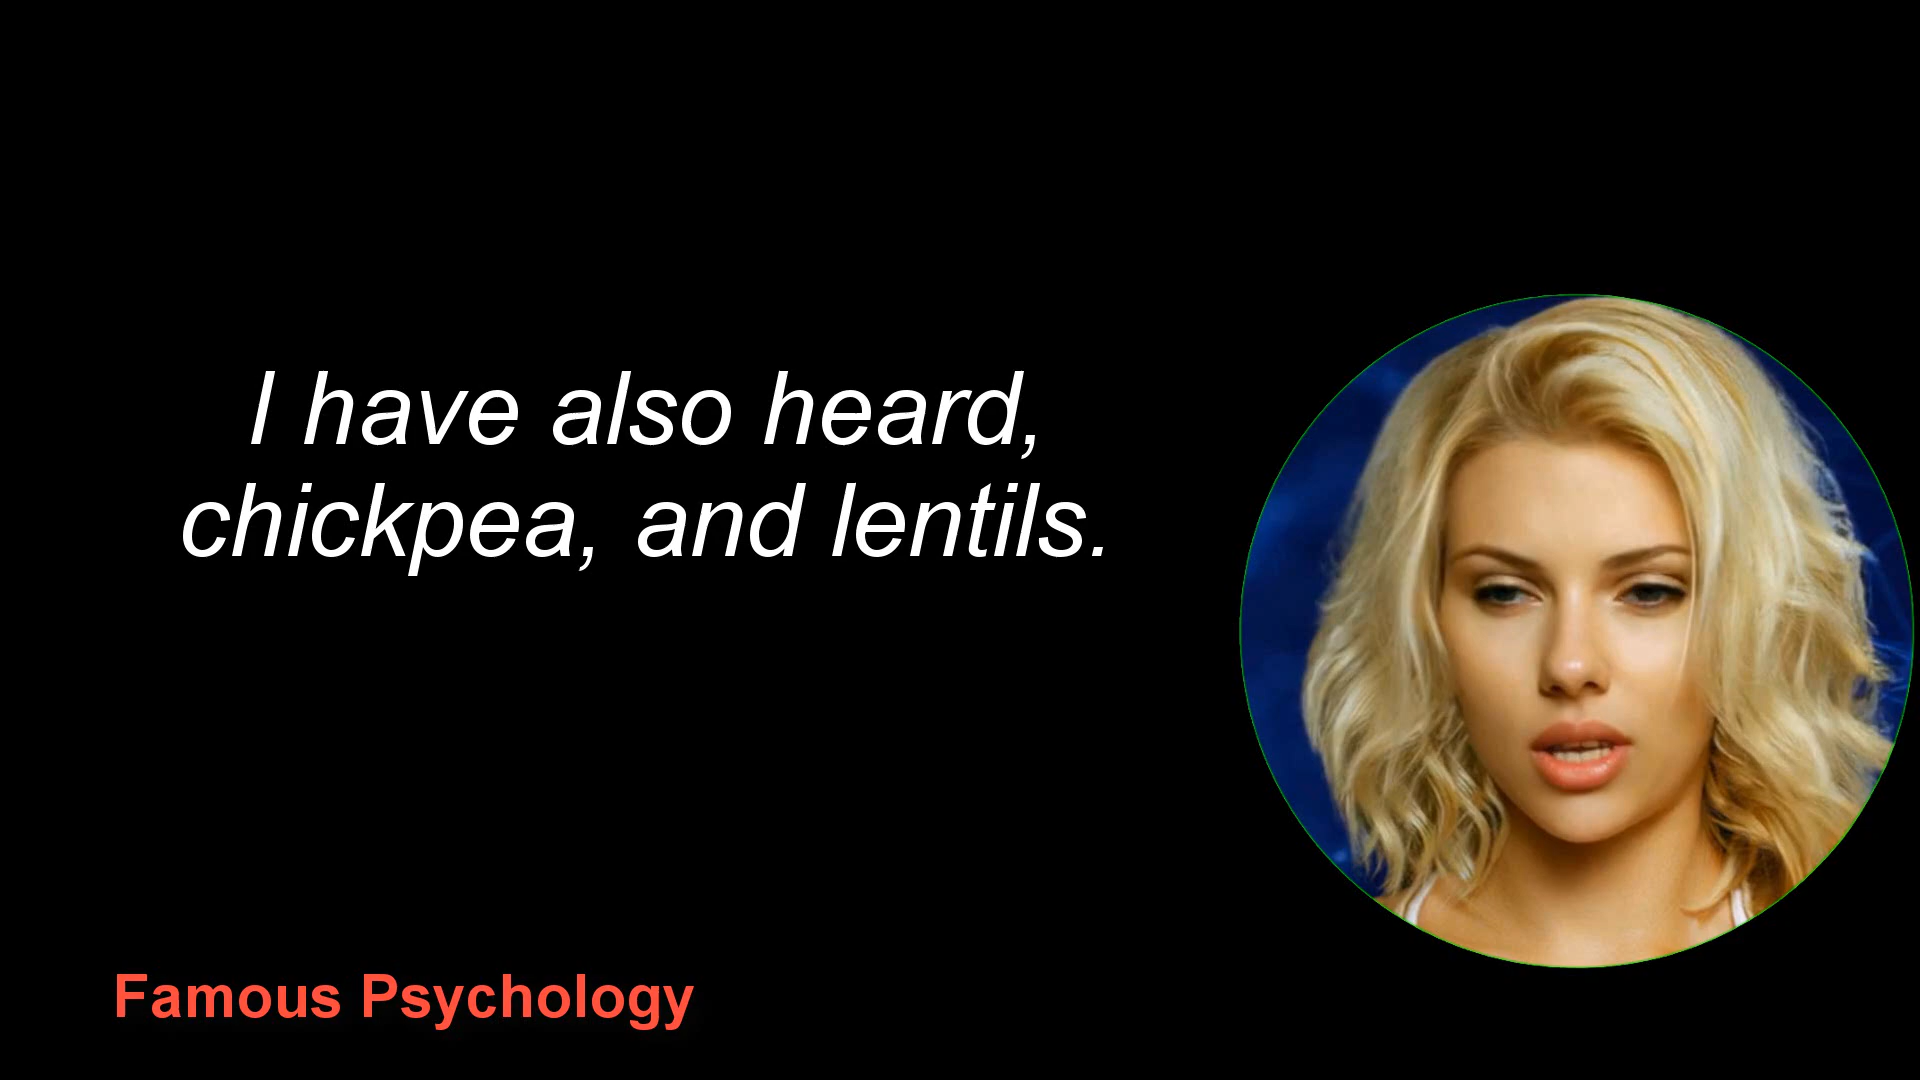 I have also heard,
chickpea, and lentils.
Famous Psychology